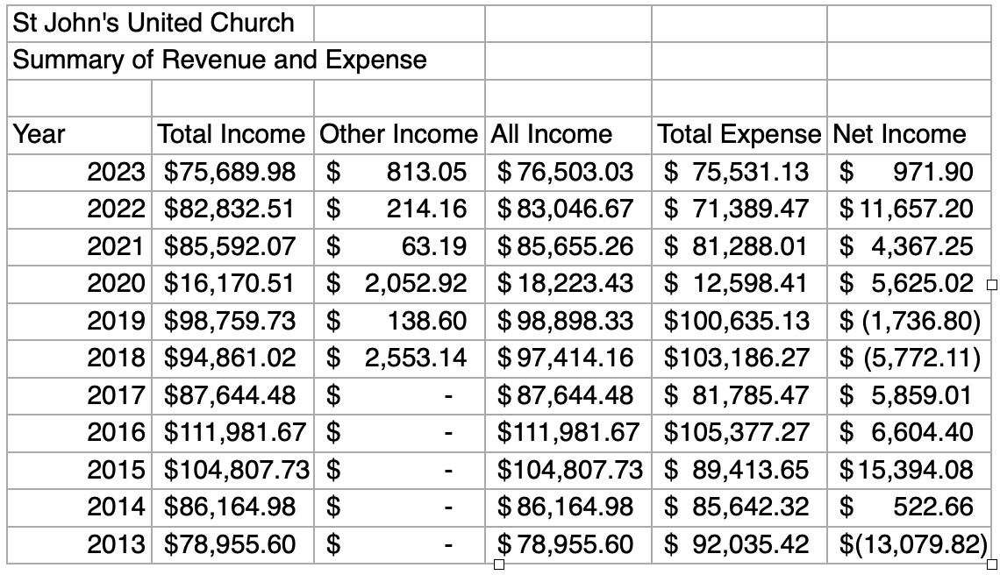 St John's United Church
Summary of Revenue and Expense
Year Total Income Other Income All Income Total Expense Net Income
2023 $75,689.98 $ 813.05 $ 76,503.03 $ 75,531.13 $ 971.90
2022 $82,832.51 $ 214.16 $ 83,046.67 $ 71,389.47 $ 11,657.20
2021 $85,592.07 $ 63.19 $ 85,655.26 $ 81,288.01 $ 4,367.25
2020 $16,170.51 $ 2,052.92 $ 18,223.43 $ 12,598.41 $ 5,625.02
2019 $98,759.73 $ 138.60 $ 98,898.33 $100,635.13 $ (1,736.80)
2018 $94,861.02 $ 2,553.14 $ 97,414.16 $103,186.27 $ (5,772.11)
2017 $87,644.48 $ - $ 87,644.48 $ 81,785.47 $ 5,859.01
2016 $111,981.67 $ - $111,981.67 $105,377.27 $ 6,604.40
2015 $104,807.73 $ - $104,807.73 $ 89,413.65 $ 15,394.08
2014 $86,164.98 $ - $ 86,164.98 $ 85,642.32 $ 522.66
2013 $78,955.60 $ - $ 78,955.60 $ 92,035.42 $(13,079.82)